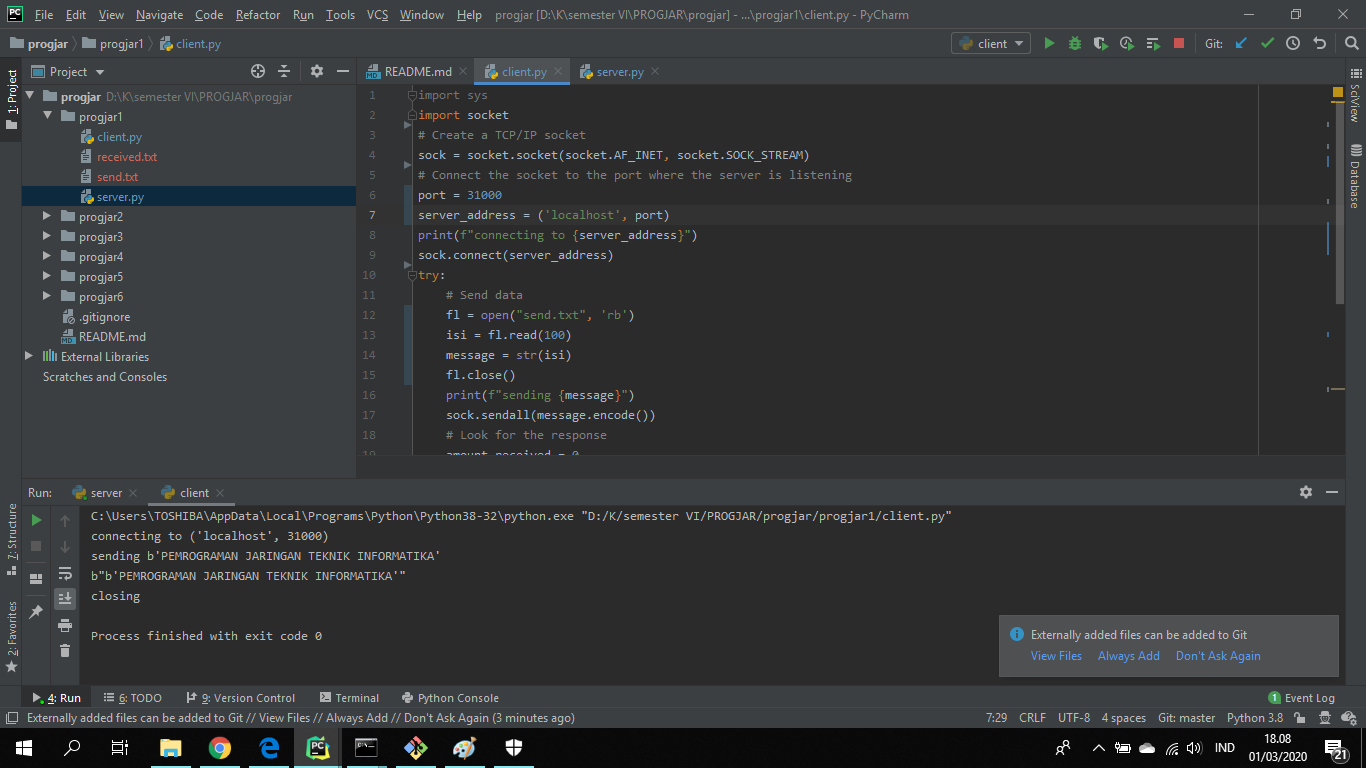 File Edit View Navigate Code Refactor Run Tools VCS Window Help progjar [D:\K\semester VI\PROGJAR\progjar] - ...\progjar1\client.py - PyCharm
progjar progjar1 client.py client Git:
1: Project
Project README.md client.py server.py
progjar D:\K\semester VI\PROGJAR\progjar
progjar1
client.py
received.txt
send.txt
server.py
progjar2
progjar3
progjar4
progjar5
progjar6
.gitignore
README.md
External Libraries
Scratches and Consoles
1 import sys
2 import socket
3 # Create a TCP/IP socket
4 sock = socket.socket(socket.AF_INET, socket.SOCK_STREAM)
5 # Connect the socket to the port where the server is listening
6 port = 31000
7 server_address = ('localhost', port)
8 print(f"connecting to {server_address}")
9 sock.connect(server_address)
10 try:
11 # Send data
12 fl = open("send.txt", 'rb')
13 isi = fl.read(100)
14 message = str(isi)
15 fl.close()
16 print(f"sending {message}")
17 sock.sendall(message.encode())
18 # Look for the response
19 amount_received = 0
SciView
Database
Run: server client
C:\Users\TOSHIBA\AppData\Local\Programs\Python\Python38-32\python.exe "D:/K/semester VI/PROGJAR/progjar/progjar1/client.py"
connecting to ('localhost', 31000)
sending b'PEMROGRAMAN JARINGAN TEKNIK INFORMATIKA'
b"b'PEMROGRAMAN JARINGAN TEKNIK INFORMATIKA'"
closing
Process finished with exit code 0
7: Structure
2: Favorites
Externally added files can be added to Git
View Files Always Add Don't Ask Again
4: Run 6: TODO 9: Version Control Terminal Python Console 1 Event Log
Externally added files can be added to Git // View Files // Always Add // Don't Ask Again (3 minutes ago) 7:29 CRLF UTF-8 4 spaces Git: master Python 3.8
IND 18.08
01/03/2020
21